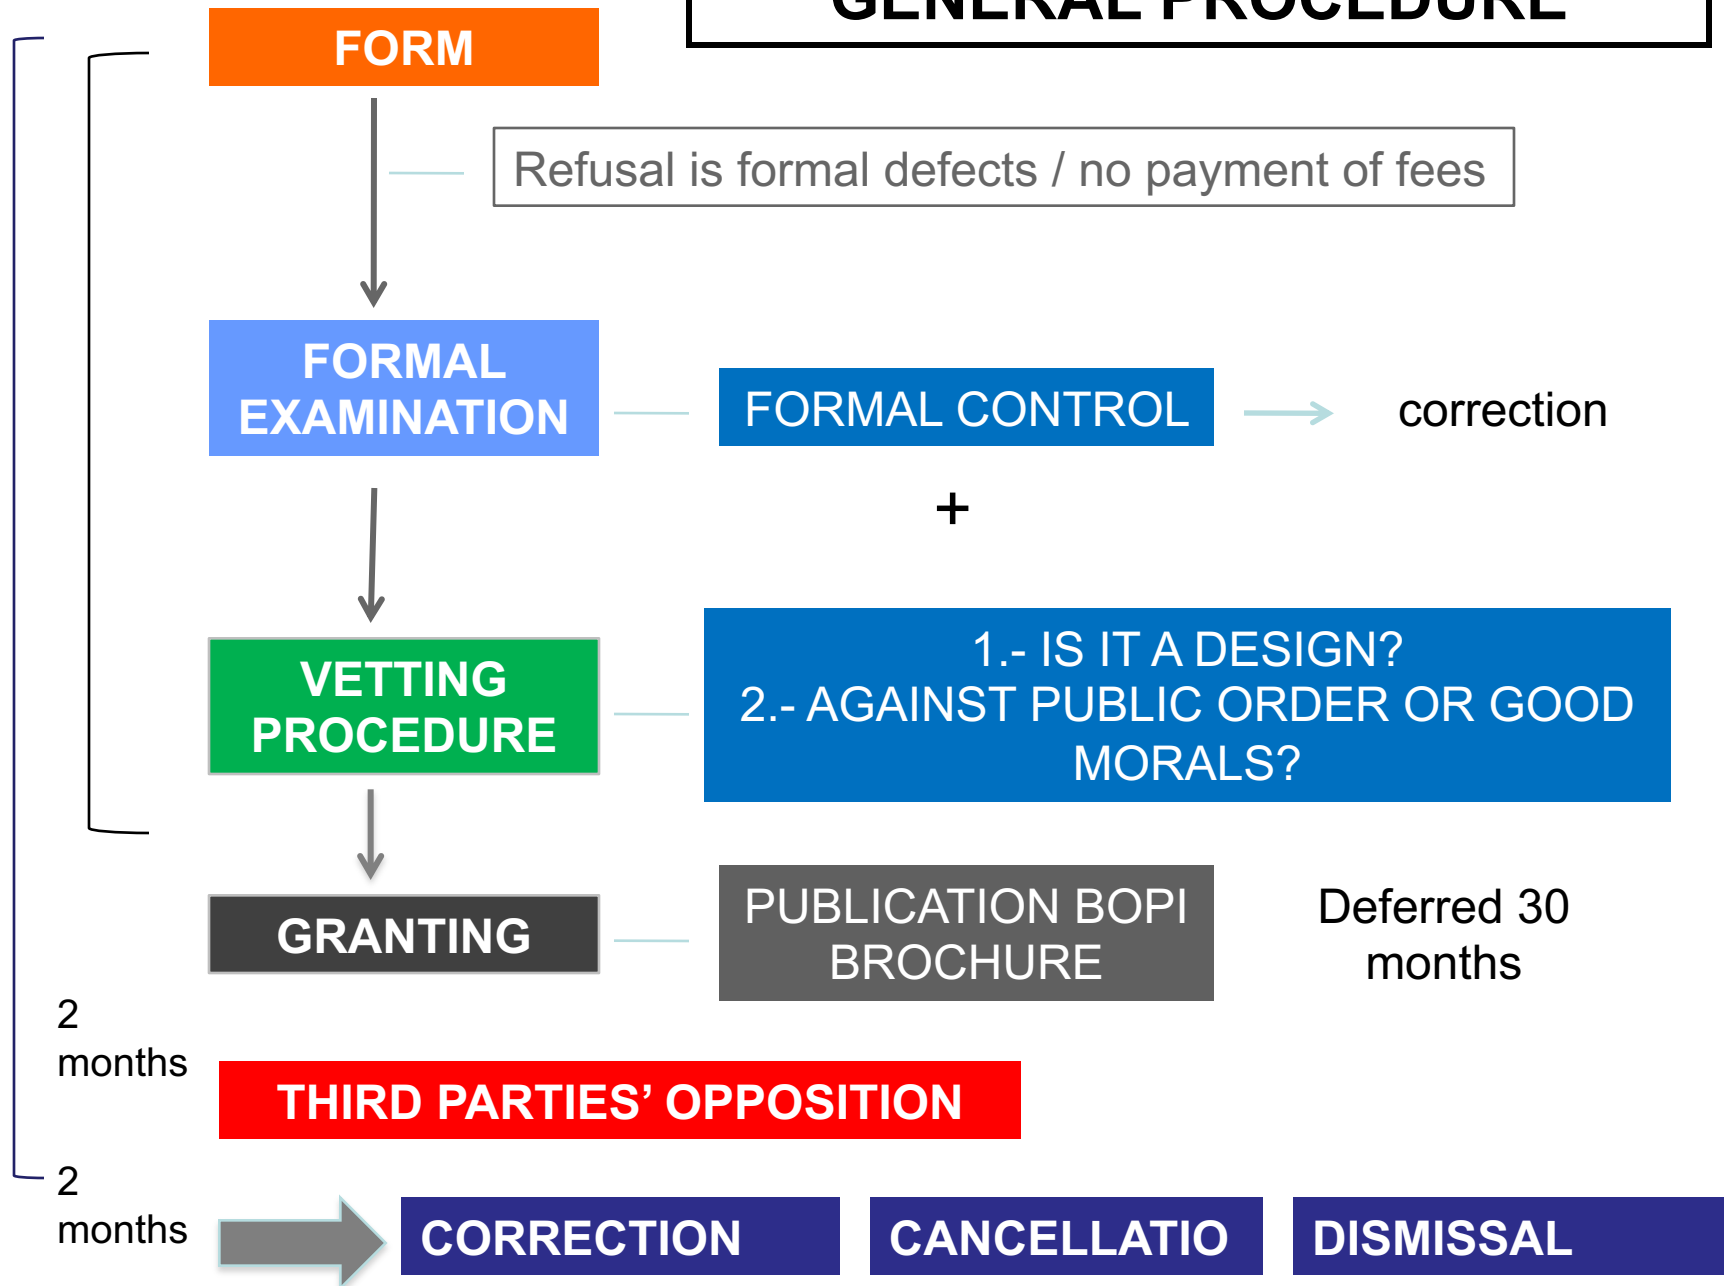 GENERAL PROCEDURE
FORM
Refusal is formal defects / no payment of fees
FORMAL
EXAMINATION
FORMAL CONTROL
correction
+
VETTING
PROCEDURE
1.- IS IT A DESIGN?
2.- AGAINST PUBLIC ORDER OR GOOD
MORALS?
GRANTING
PUBLICATION BOPI
BROCHURE
Deferred 30
months
2
months
THIRD PARTIES’ OPPOSITION
2
months
CORRECTION
CANCELLATIO
DISMISSAL